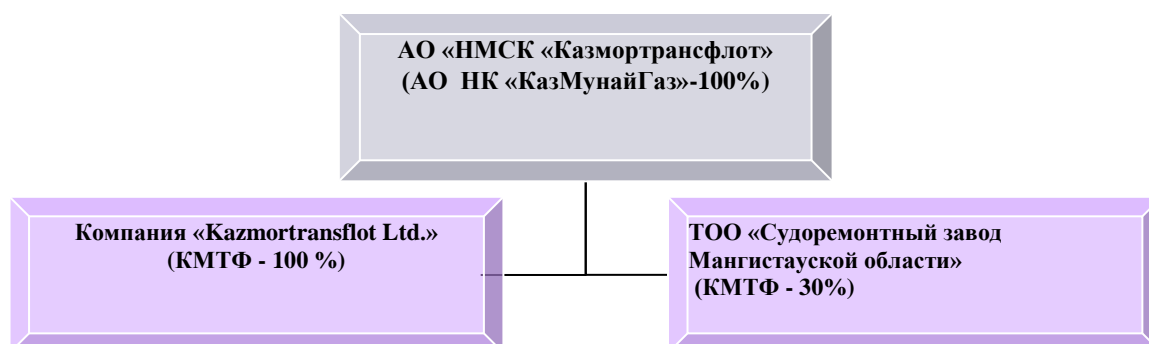 АО «НМСК «Казмортрансфлот»
(АО НК «КазМунайГаз»-100%)
Компания «Kazmortransflot Ltd.»
(КМТФ - 100 %)
ТОО «Судоремонтный завод
Мангистауской области»
(КМТФ - 30%)